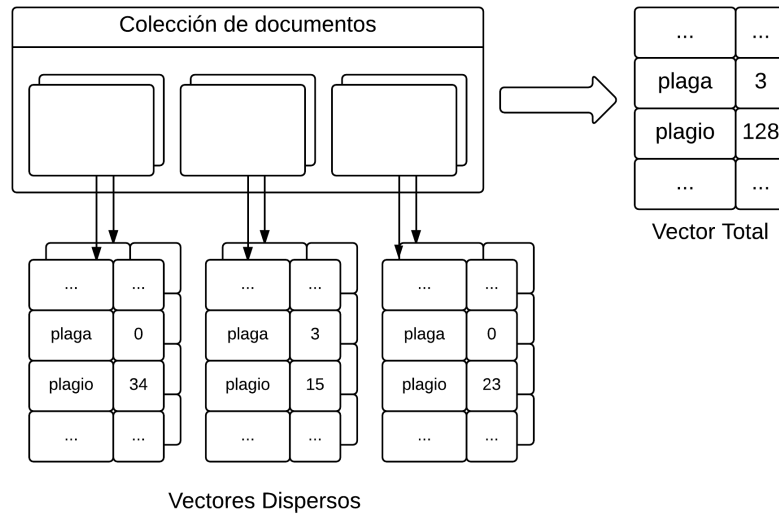 Colección de documentos
... ...
plaga 3
plagio 128
... ...
Vector Total
... ...
plaga 0
plagio 34
... ...
... ...
plaga 3
plagio 15
... ...
... ...
plaga 0
plagio 23
... ...
Vectores Dispersos